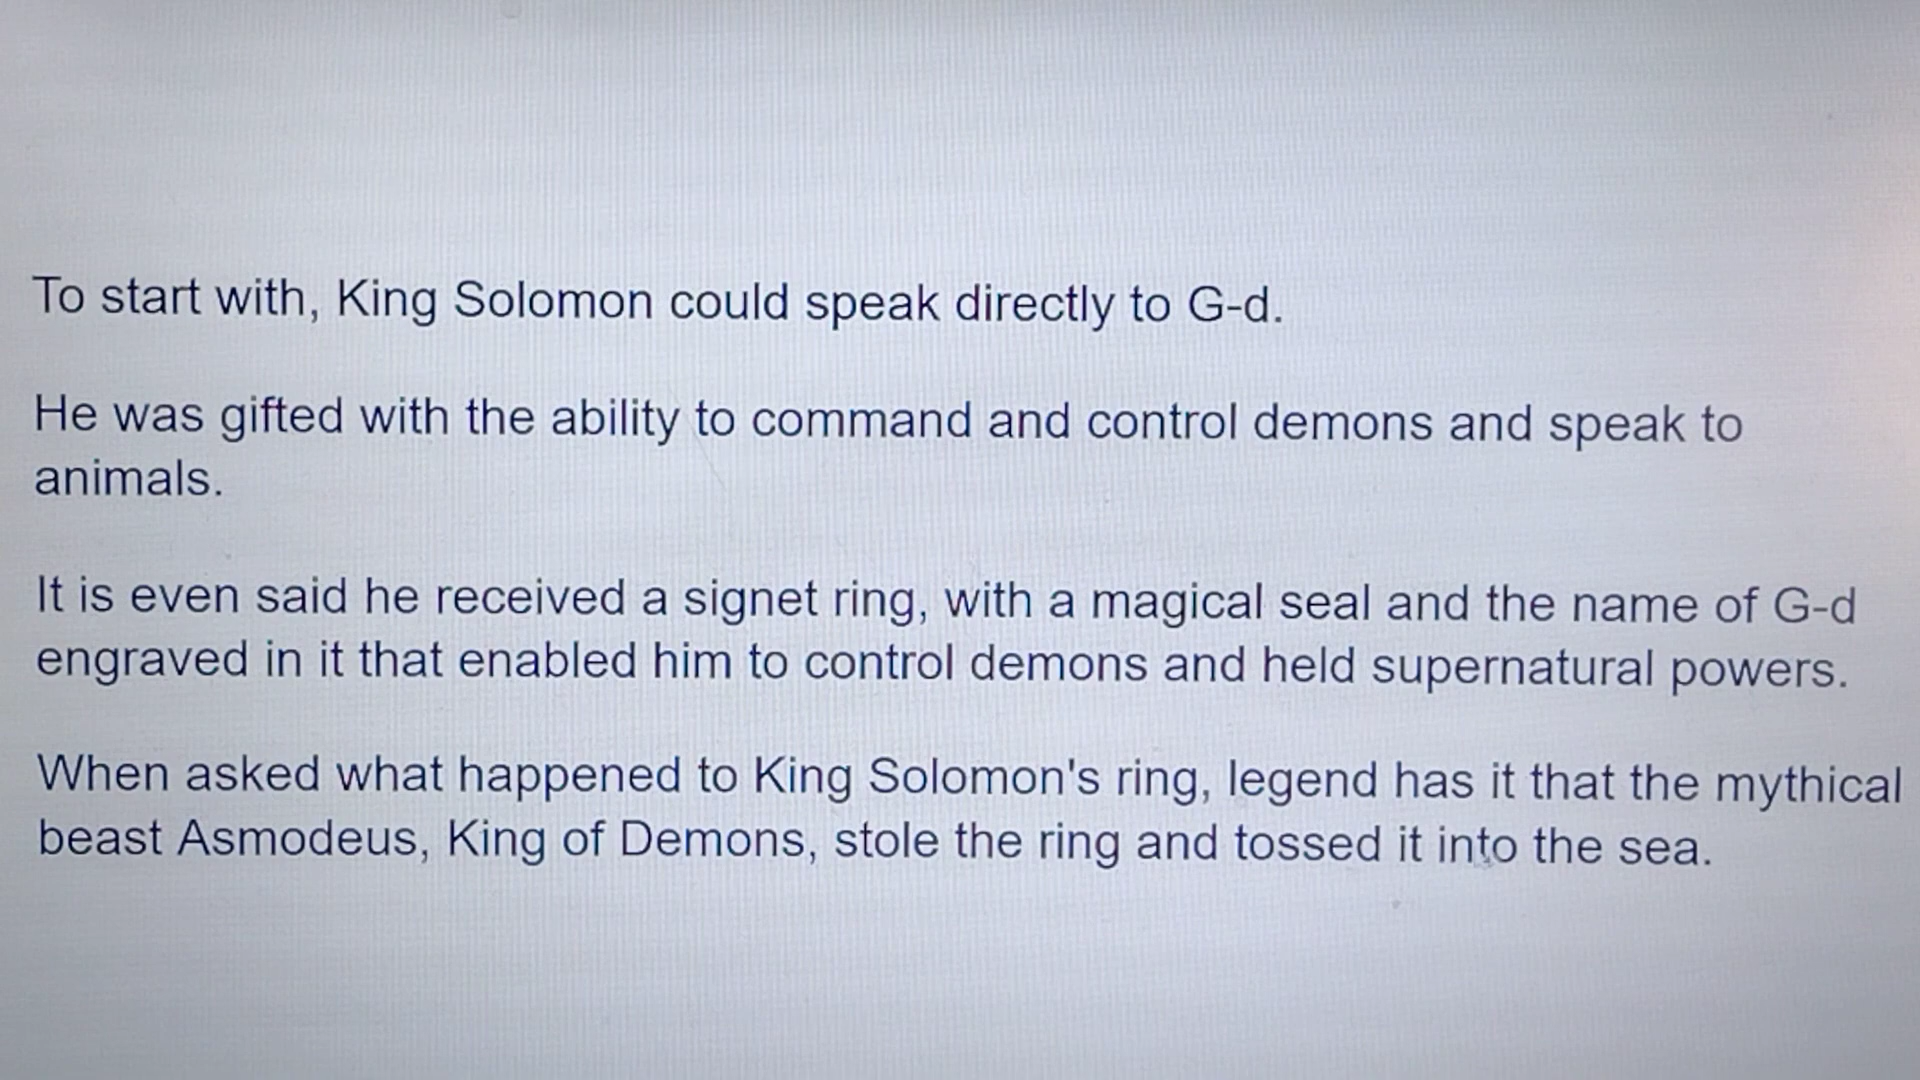 To start with, King Solomon could speak directly to G-d.
He was gifted with the ability to command and control demons and speak to
animals.
It is even said he received a signet ring, with a magical seal and the name of G-d
engraved in it that enabled him to control demons and held supernatural powers.
When asked what happened to King Solomon's ring, legend has it that the mythical
beast Asmodeus, King of Demons, stole the ring and tossed it into the sea.